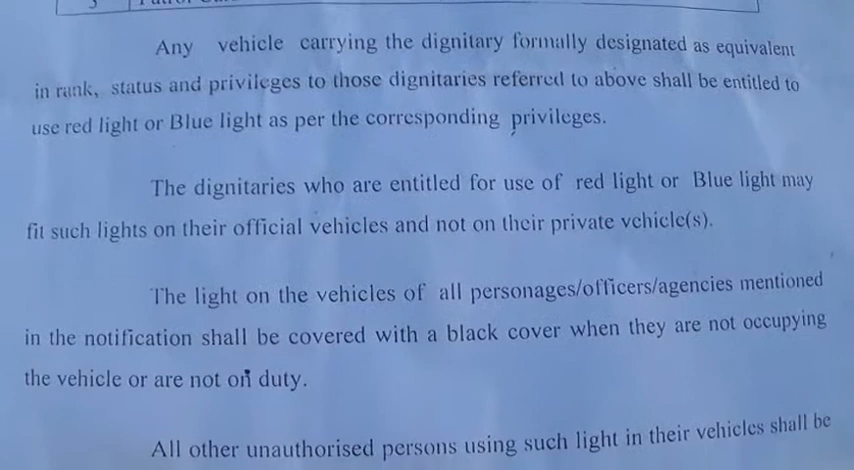 Any vehicle carrying the dignitary formally designated as equivalent
in rank, status and privileges to those dignitaries referred to above shall be entitled to
use red light or Blue light as per the corresponding privileges.
The dignitaries who are entitled for use of red light or Blue light may
fit such lights on their official vehicles and not on their private vehicle(s).
The light on the vehicles of all personages/officers/agencies mentioned
in the notification shall be covered with a black cover when they are not occupying
the vehicle or are not on duty.
All other unauthorised persons using such light in their vehicles shall be